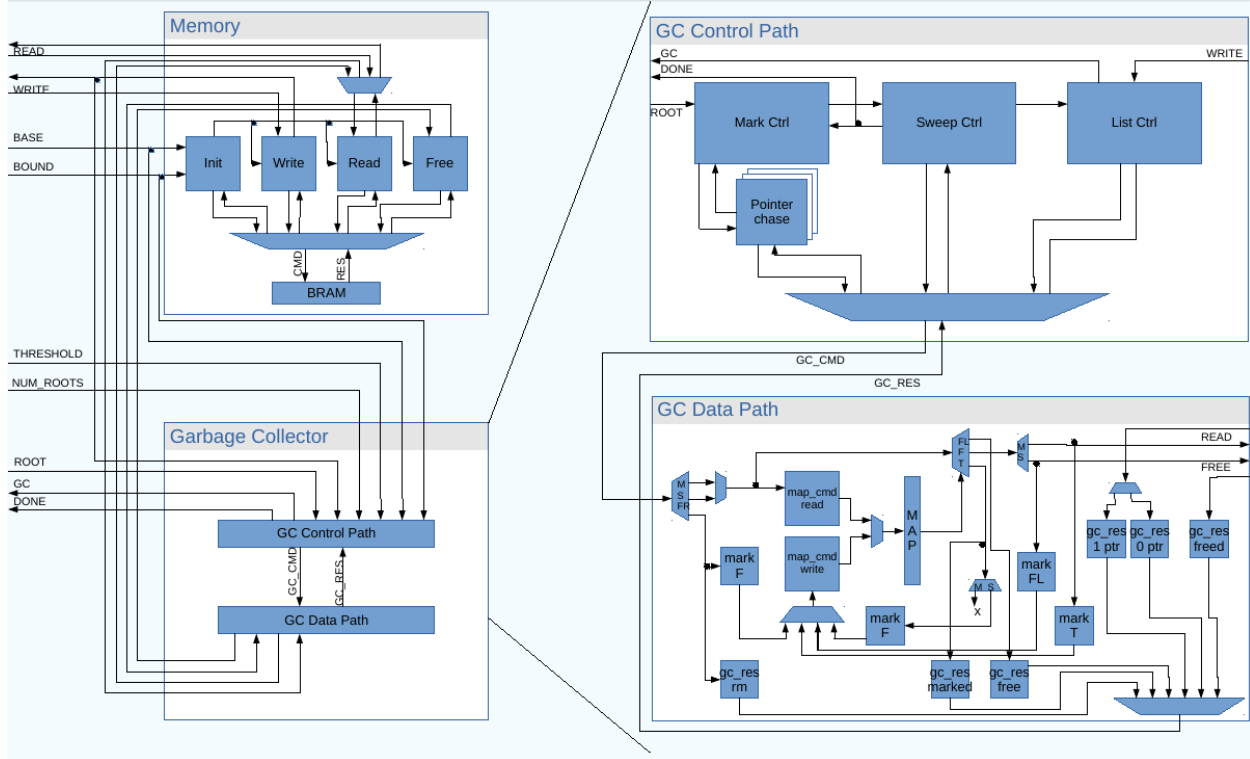 Memory
READ
WRITE
BASE
BOUND
Init
Write
Read
Free
CMD
RES
BRAM
THRESHOLD
NUM_ROOTS
Garbage Collector
ROOT
GC
DONE
GC Control Path
GC_CMD
GC_RES
GC Data Path
GC Control Path
GC
DONE
ROOT
WRITE
Mark Ctrl
Sweep Ctrl
List Ctrl
Pointer
chase
GC_CMD
GC_RES
GC Data Path
READ
FREE
M
S
FR
map_cmd
read
map_cmd
write
M
A
P
FL
F
T
M
S
mark
F
M S
x
mark
F
mark
FL
mark
T
gc_res
1 ptr
gc_res
0 ptr
gc_res
freed
gc_res
rm
gc_res
marked
gc_res
free